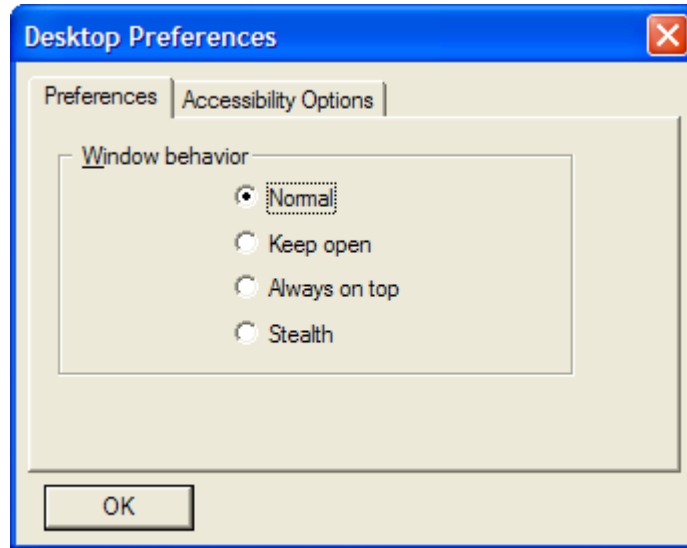 Desktop Preferences
Preferences Accessibility Options
Window behavior
Normal
Keep open
Always on top
Stealth
OK